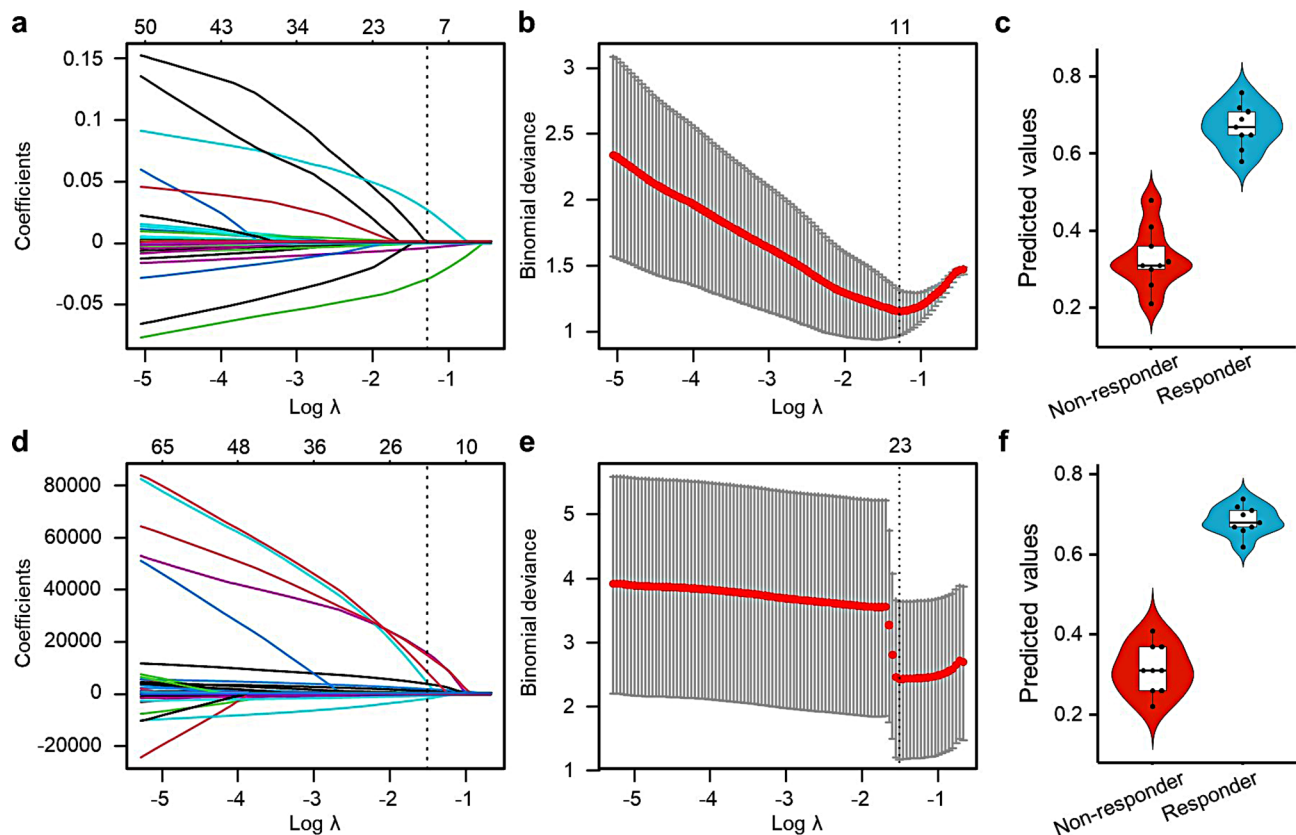 a
50 43 34 23 7
0.15
0.1
0.05
0
-0.05
Coefficients
-5 -4 -3 -2 -1
Log λ
b
11
3
2.5
2
1.5
1
Binomial deviance
-5 -4 -3 -2 -1
Log λ
c
0.8
0.6
0.4
0.2
Predicted values
Non-responder Responder
d
65 48 36 26 10
80000
60000
40000
20000
0
-20000
Coefficients
-5 -4 -3 -2 -1
Log λ
e
23
5
4
3
2
1
Binomial deviance
-5 -4 -3 -2 -1
Log λ
f
0.8
0.6
0.4
0.2
Predicted values
Non-responder Responder